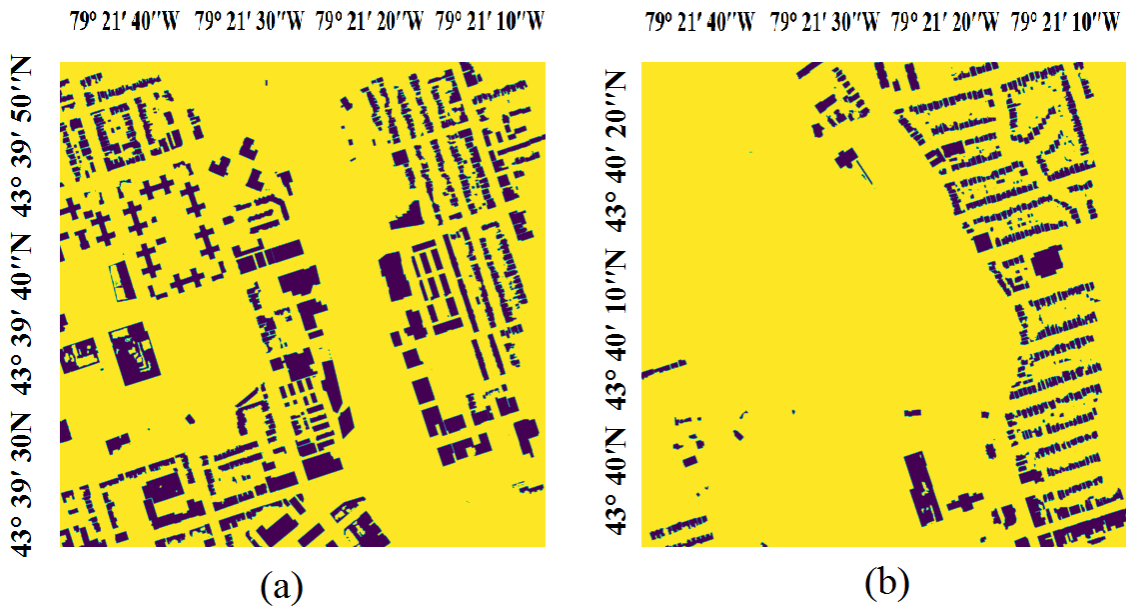 79° 21′ 40″W 79° 21′ 30″W 79° 21′ 20″W 79° 21′ 10″W
43° 39′ 50″N
43° 39′ 40″N
43° 39′ 30N
(a)
79° 21′ 40″W 79° 21′ 30″W 79° 21′ 20″W 79° 21′ 10″W
43° 40′ 20″N
43° 40′ 10″N
43° 40″N
(b)